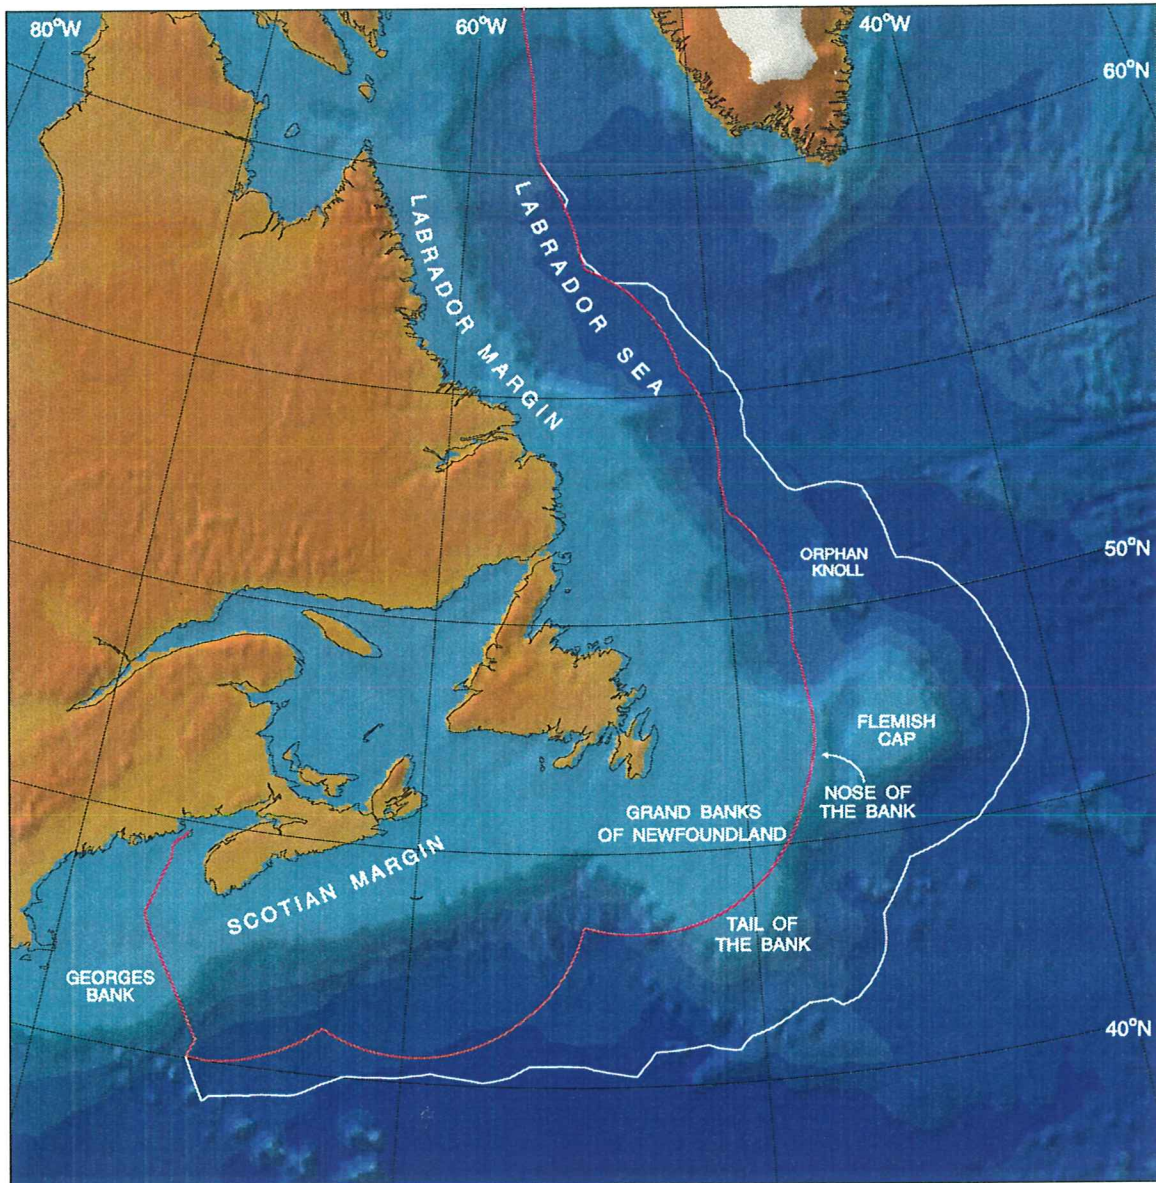 80°W
60°W
40°W
60°N
LABRADOR MARGIN
LABRADOR SEA
50°N
ORPHAN
KNOLL
FLEMISH
CAP
NOSE OF
THE BANK
GRAND BANKS
OF NEWFOUNDLAND
SCOTIAN MARGIN
TAIL OF
THE BANK
GEORGES
BANK
40°N